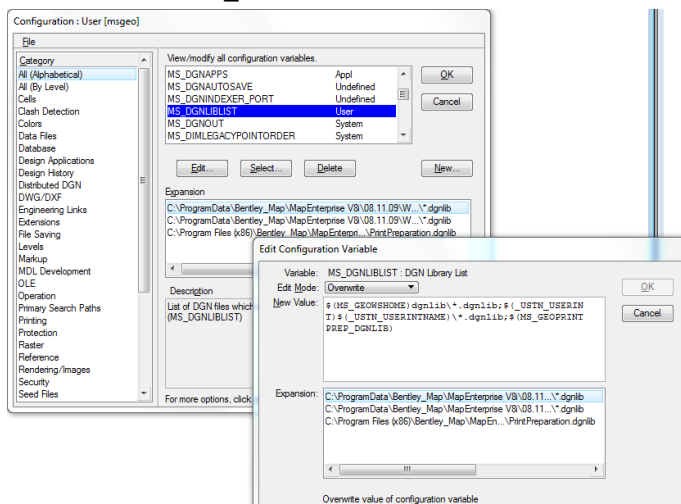 Configuration : User [msgeo]
File
Category
All (Alphabetical)
All (By Level)
Cells
Clash Detection
Colors
Data Files
Database
Design Applications
Design History
Distributed DGN
DWG/DXF
Engineering Links
Extensions
File Saving
Levels
Markup
MDL Development
OLE
Operation
Primary Search Paths
Printing
Protection
Raster
Reference
Rendering/Images
Security
Seed Files
View/modify all configuration variables.
MS_DGNAPPS Appl
MS_DGNAUTOSAVE Undefined
MS_DGNINDEXER_PORT Undefined
MS_DGNLIBLIST User
MS_DGNOUT System
MS_DIMLEGACYPOINTORDER System
OK
Cancel
Edit... Select... Delete New...
Expansion
C:\ProgramData\Bentley_Map\MapEnterprise V8i\08.11.09\W...\*.dgnlib
C:\ProgramData\Bentley_Map\MapEnterprise V8i\08.11.09\W...\*.dgnlib
C:\Program Files (x86)\Bentley_Map\MapEnterpri...\PrintPreparation.dgnlib
Description
List of DGN files which
(MS_DGNLIBLIST)
For more options, click
Edit Configuration Variable
Variable: MS_DGNLIBLIST : DGN Library List
Edit Mode: Overwrite
OK
New Value: $(MS_GEOWSHOME)dgnlib\*.dgnlib;$(_USTN_USERIN
T)$(_USTN_USERINTNAME)\*.dgnlib;$(MS_GEOPRINT
PREP_DGNLIB)
Cancel
Expansion: C:\ProgramData\Bentley_Map\MapEnterprise V8i\08.11...\*.dgnlib
C:\ProgramData\Bentley_Map\MapEnterprise V8i\08.11...\*.dgnlib
C:\Program Files (x86)\Bentley_Map\MapEn...\PrintPreparation.dgnlib
Overwrite value of configuration variable